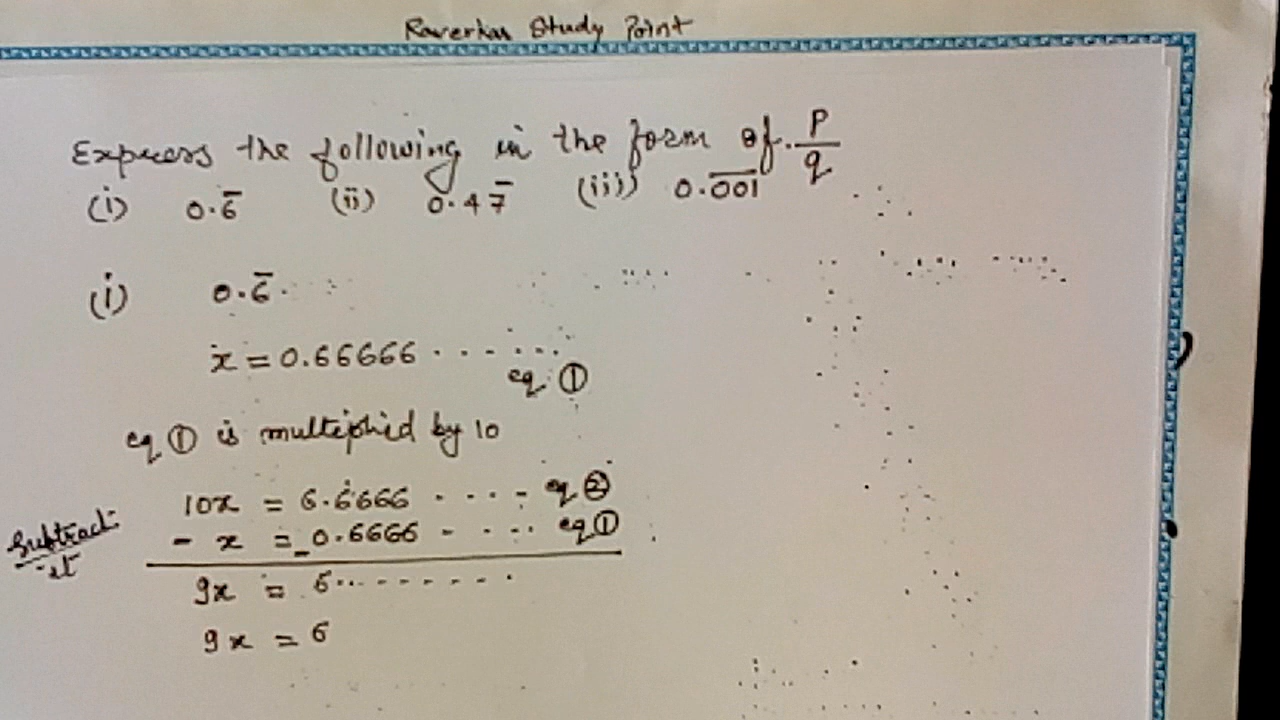 Raverkar Study Point
Express the following in the form of p/q
(i) 0.6̅ (ii) 0.47̅ (iii) 0.0̅0̅1̅
(i) 0.6̅
x = 0.66666 . . . . . . .
eq ①
eq ① is multiplied by 10
10x = 6.6666 . . . . - eq ②
Subtract it
- x = - 0.6666 - . . . . eq ①
9x = 6 . . . . . . . . .
9x = 6